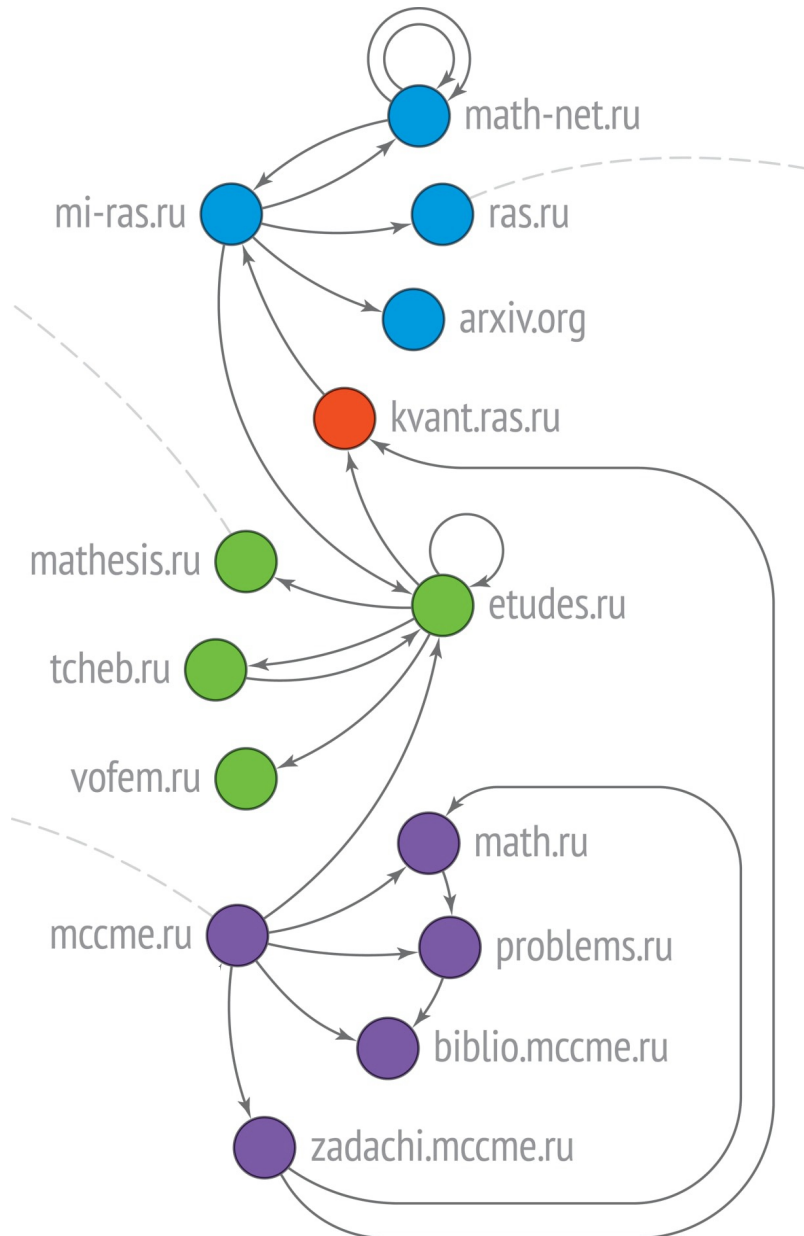 math-net.ru
mi-ras.ru
ras.ru
arxiv.org
kvant.ras.ru
mathesis.ru
etudes.ru
tcheb.ru
vofem.ru
math.ru
mccme.ru
problems.ru
biblio.mccme.ru
zadachi.mccme.ru